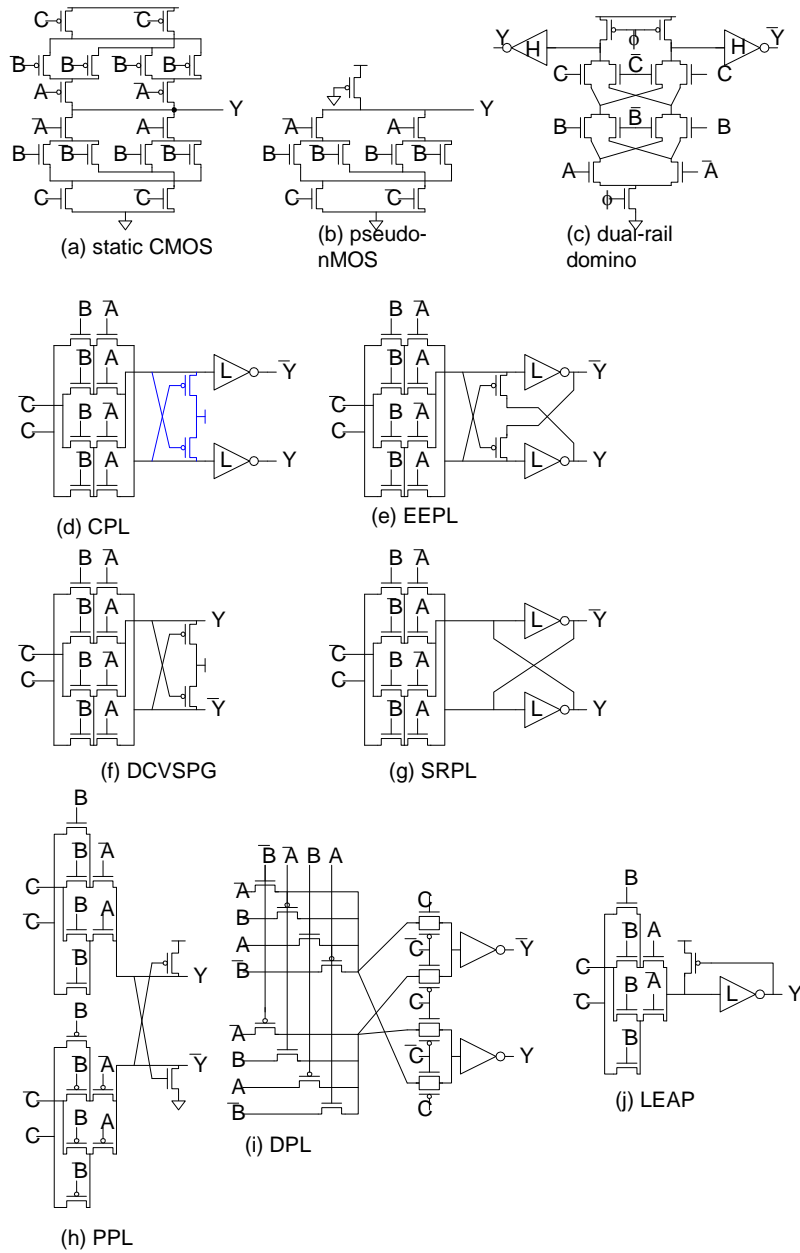 C C̅ 
B̅ B B̅ B
A A̅
Y
A̅ A
B B̅ B B̅
C C̅
(a) static CMOS
Y
A̅ A
B B̅ B B̅
C C̅
(b) pseudo-
nMOS
Y H ϕ H Y̅
C C̅ C
B B̅ B
A A̅
ϕ
(c) dual-rail
domino
B A̅
B̅ A
C̅
C
B A̅
B̅ A
L Y̅
L Y
(d) CPL
B A̅
B̅ A
C̅
C
B A̅
B̅ A
L Y̅
L Y
(e) EEPL
B A̅
B̅ A
C̅
C
B A̅
B̅ A
Y
Y̅
(f) DCVSPG
B A̅
B̅ A
C̅
C
B A̅
B̅ A
L Y̅
L Y
(g) SRPL
B
B̅ A̅
C
C̅
B A
B̅
Y
B
B̅ A̅
C̅
C
B A
B̅
Y̅
(h) PPL
B̅ A̅ B A
A̅
B
A
B̅
A̅
B
A
B̅
C
C̅
C
C̅
C
Y̅
Y
(i) DPL
B
B̅ A
C
C̅
B A̅
B̅
L Y
(j) LEAP